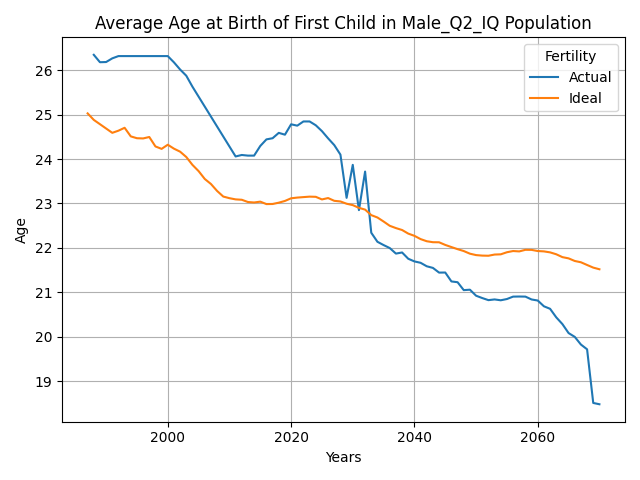 Average Age at Birth of First Child in Male_Q2_IQ Population
Fertility
Actual
Ideal
Age
26
25
24
23
22
21
20
19
2000 2020 2040 2060
Years